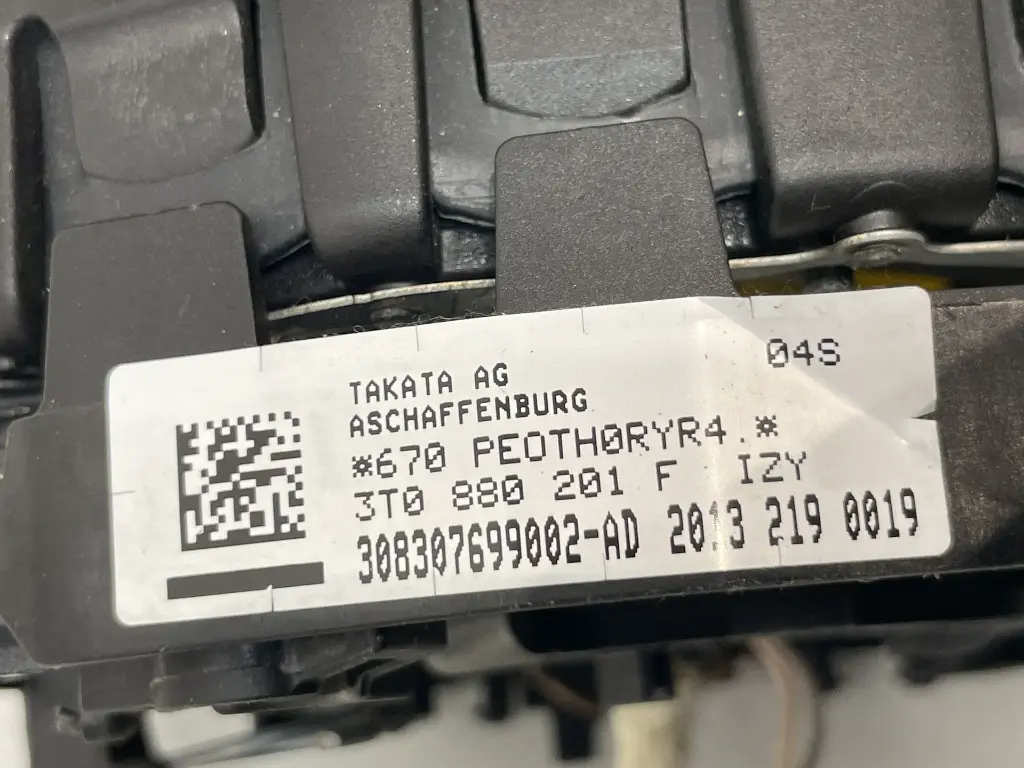 04S
TAKATA AG
ASCHAFFENBURG
*670 PEOTH0RYR4.*
3T0 880 201 F IZY
308307699002-AD 2013 219 0019